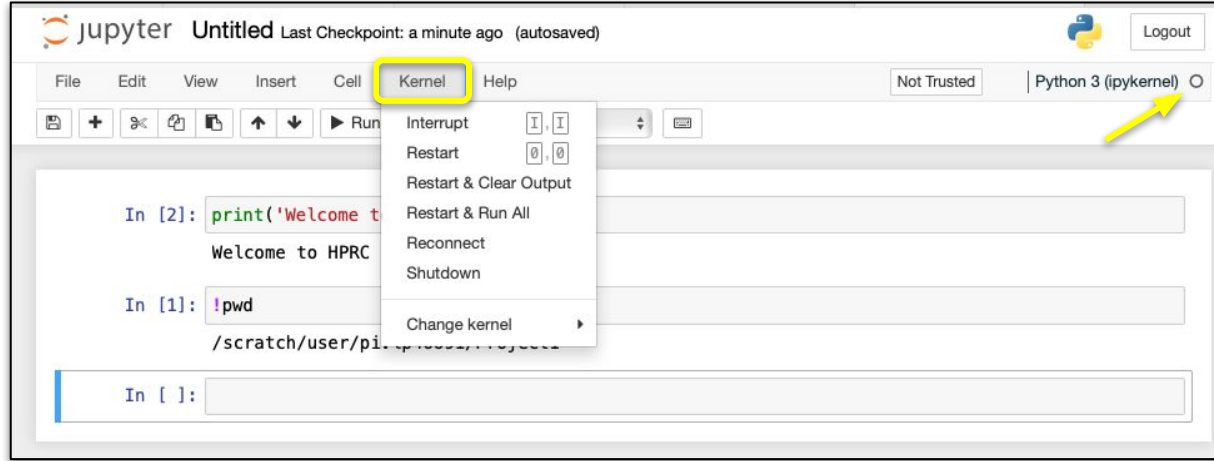 jupyter Untitled Last Checkpoint: a minute ago (autosaved) Logout
File Edit View Insert Cell Kernel Help Not Trusted Python 3 (ipykernel)
Run
Interrupt I,I
Restart 0,0
Restart & Clear Output
Restart & Run All
Reconnect
Shutdown
Change kernel
In [2]: print('Welcome t
Welcome to HPRC
In [1]: !pwd
/scratch/user/pi
In [ ]: